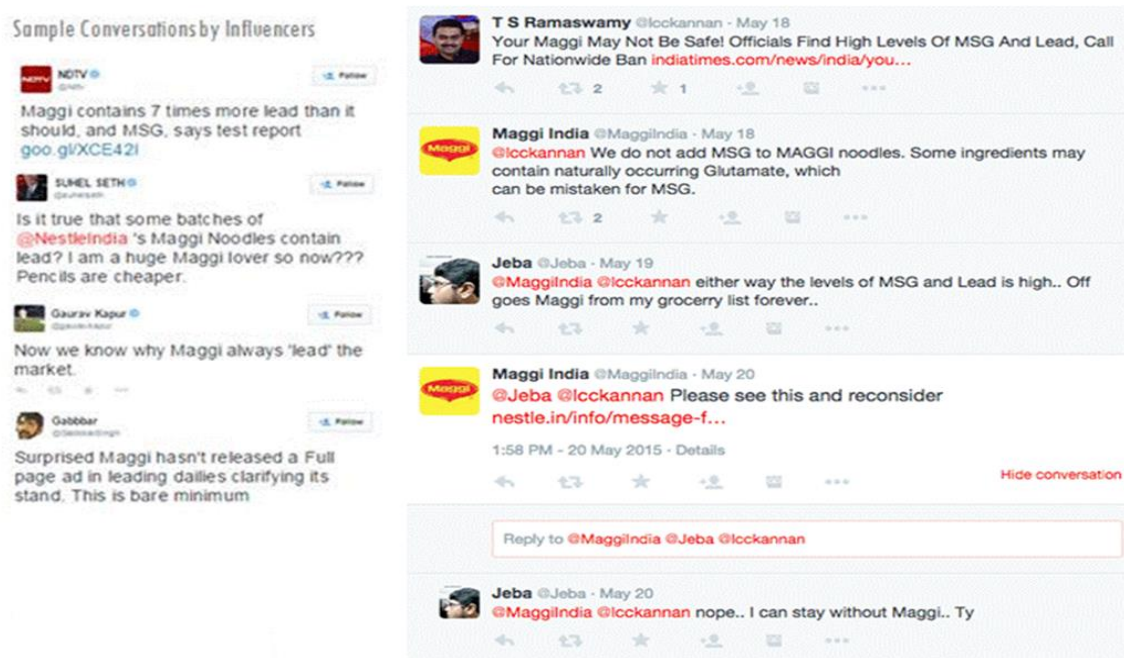 Sample Conversations by Influencers
NDTV
Follow
Maggi contains 7 times more lead than it
should, and MSG, says test report
goo.gl/XCE42I
SUHEL SETH
Follow
Is it true that some batches of
@NestleIndia 's Maggi Noodles contain
lead? I am a huge Maggi lover so now???
Pencils are cheaper.
Gaurav Kapur
Follow
Now we know why Maggi always 'lead' the
market.
Gabbbar
Follow
Surprised Maggi hasn't released a Full
page ad in leading dailies clarifying its
stand. This is bare minimum
T S Ramaswamy @lcckannan · May 18
Your Maggi May Not Be Safe! Officials Find High Levels Of MSG And Lead, Call
For Nationwide Ban indiatimes.com/news/india/you...
2 1
Maggi
Maggi India @MaggiIndia · May 18
@lcckannan We do not add MSG to MAGGI noodles. Some ingredients may
contain naturally occurring Glutamate, which
can be mistaken for MSG.
2
Jeba @Jeba · May 19
@MaggiIndia @lcckannan either way the levels of MSG and Lead is high.. Off
goes Maggi from my grocerry list forever..
Maggi
Maggi India @MaggiIndia · May 20
@Jeba @lcckannan Please see this and reconsider
nestle.in/info/message-f...
1:58 PM - 20 May 2015 · Details
Hide conversation
Reply to @MaggiIndia @Jeba @lcckannan
Jeba @Jeba · May 20
@MaggiIndia @lcckannan nope.. I can stay without Maggi.. Ty